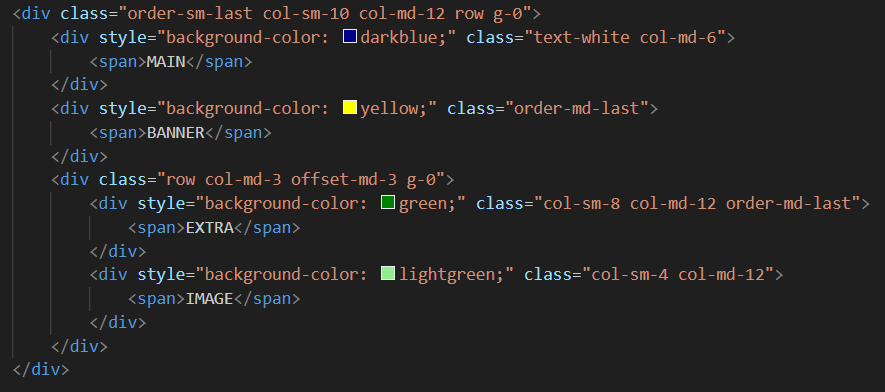 <div class="order-sm-last col-sm-10 col-md-12 row g-0">
    <div style="background-color: darkblue;" class="text-white col-md-6">
        <span>MAIN</span>
    </div>
    <div style="background-color: yellow;" class="order-md-last">
        <span>BANNER</span>
    </div>
    <div class="row col-md-3 offset-md-3 g-0">
        <div style="background-color: green;" class="col-sm-8 col-md-12 order-md-last">
            <span>EXTRA</span>
        </div>
        <div style="background-color: lightgreen;" class="col-sm-4 col-md-12">
            <span>IMAGE</span>
        </div>
    </div>
</div>